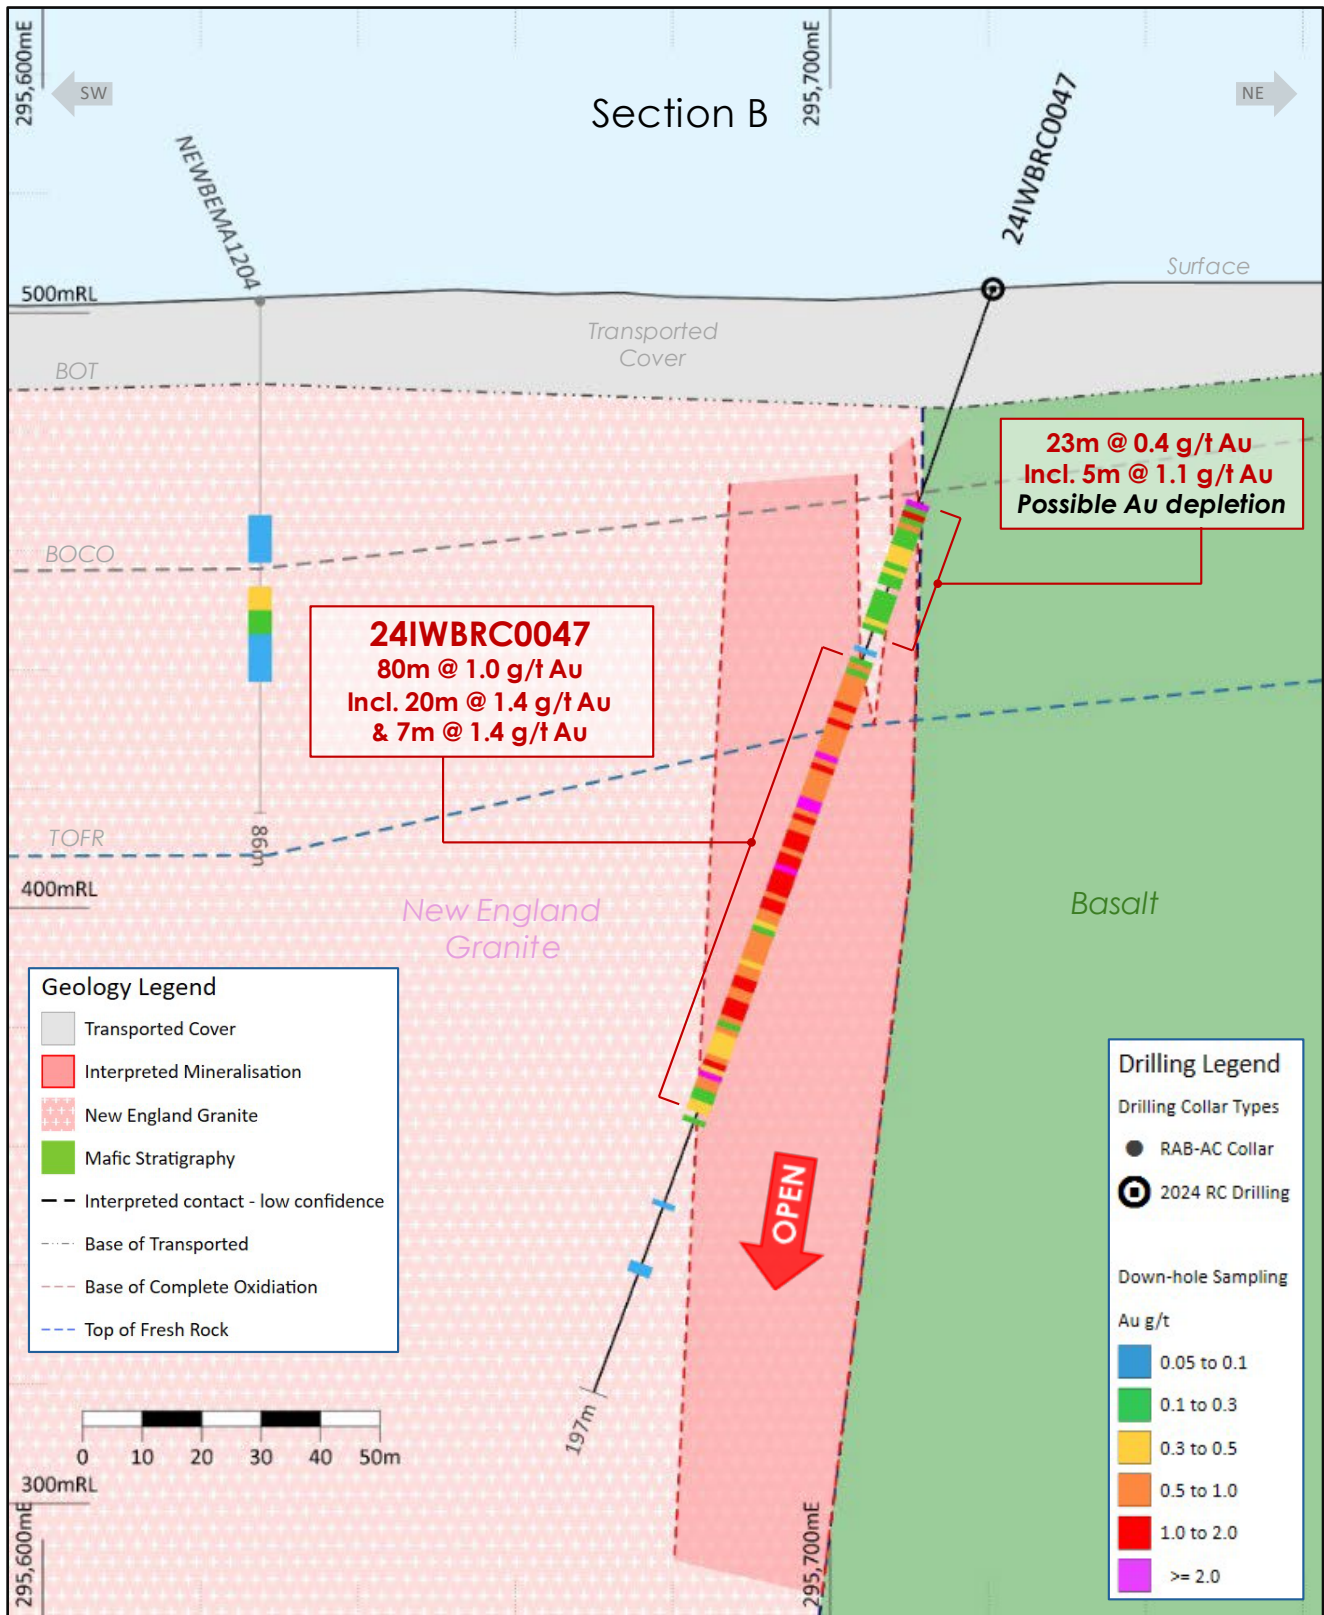 295,600mE
SW
Section B
295,700mE
NE
24IWBRC0047
NEWBEMA1204
Surface
500mRL
Transported
Cover
BOT
23m @ 0.4 g/t Au
Incl. 5m @ 1.1 g/t Au
Possible Au depletion
BOCO
24IWBRC0047
80m @ 1.0 g/t Au
Incl. 20m @ 1.4 g/t Au
& 7m @ 1.4 g/t Au
TOFR
86m
400mRL
New England
Granite
Basalt
Geology Legend
Transported Cover
Interpreted Mineralisation
New England Granite
Mafic Stratigraphy
Interpreted contact - low confidence
Base of Transported
Base of Complete Oxidiation
Top of Fresh Rock
OPEN
Drilling Legend
Drilling Collar Types
RAB-AC Collar
2024 RC Drilling
Down-hole Sampling
Au g/t
0.05 to 0.1
0.1 to 0.3
0.3 to 0.5
0.5 to 1.0
1.0 to 2.0
>= 2.0
197m
0 10 20 30 40 50m
300mRL
295,600mE
295,700mE